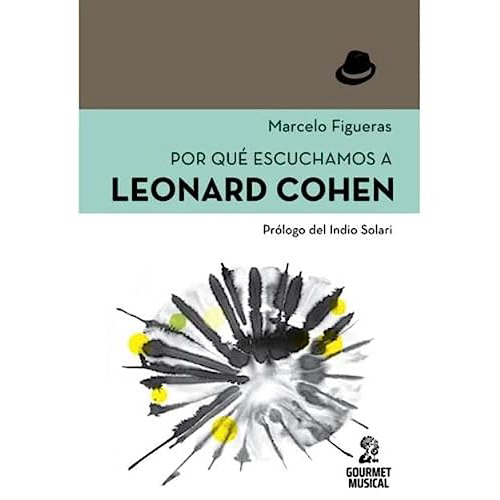 Marcelo Figueras
POR QUÉ ESCUCHAMOS A
LEONARD COHEN
Prólogo del Indio Solari
GOURMET
MUSICAL